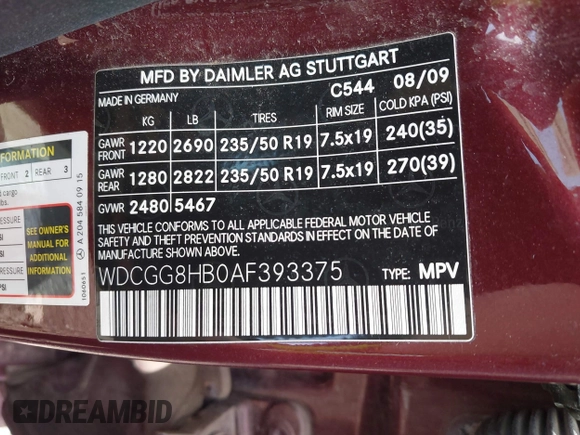 MFD BY DAIMLER AG STUTTGART
MADE IN GERMANY C544 08/09
KG LB TIRES RIM SIZE COLD KPA (PSI)
GAWR FRONT 1220 2690 235/50 R19 7.5x19 240(35)
GAWR REAR 1280 2822 235/50 R19 7.5x19 270(39)
GVWR 2480 5467
THIS VEHICLE CONFORMS TO ALL APPLICABLE FEDERAL MOTOR VEHICLE
SAFETY AND BUMPER STANDARDS IN EFFECT ON THE DATE OF
MANUFACTURE SHOWN ABOVE.
WDCGG8HB0AF393375 TYPE: MPV
FORMATION
FRONT 2 REAR 3
cargo
lbs.
PRESSURE
SEE OWNER'S
MANUAL FOR
ADDITIONAL
INFORMATION
A 204 584 09 15
DREAMBID